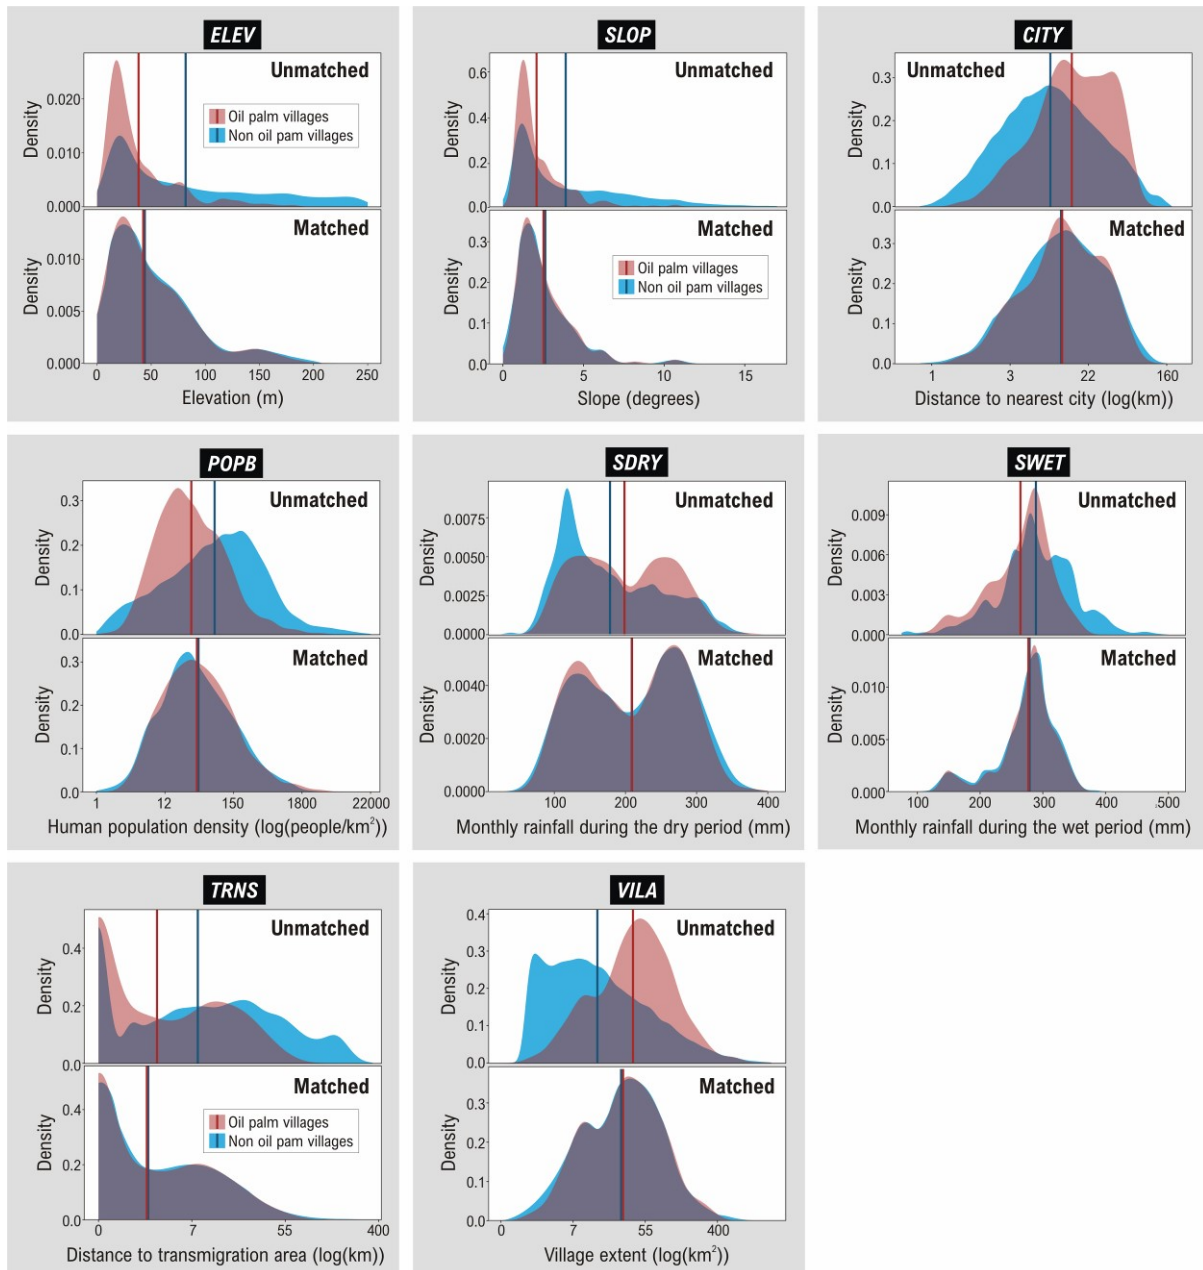 ELEV
Unmatched
Density
0.020
0.010
0.000
Oil palm villages
Non oil pam villages
Matched
Density
0.010
0.005
0.000
0 50 100 150 200 250
Elevation (m)
SLOP
Unmatched
Density
0.6
0.4
0.2
0.0
Matched
Density
0.3
0.2
0.1
0.0
Oil palm villages
Non oil pam villages
0 5 10 15
Slope (degrees)
CITY
Unmatched
Density
0.3
0.2
0.1
0.0
Matched
Density
0.3
0.2
0.1
0.0
1 3 22 160
Distance to nearest city (log(km))
POPB
Unmatched
Density
0.3
0.2
0.1
0.0
Matched
Density
0.3
0.2
0.1
0.0
1 12 150 1800 22000
Human population density (log(people/km²))
SDRY
Unmatched
Density
0.0075
0.0050
0.0025
0.0000
Matched
Density
0.0040
0.0020
0.0000
100 200 300 400
Monthly rainfall during the dry period (mm)
SWET
Unmatched
Density
0.009
0.006
0.003
0.000
Matched
Density
0.010
0.005
0.000
100 200 300 400 500
Monthly rainfall during the wet period (mm)
TRNS
Unmatched
Density
0.4
0.2
0.0
Matched
Density
0.4
0.2
0.0
Oil palm villages
Non oil pam villages
0 7 55 400
Distance to transmigration area (log(km))
VILA
Unmatched
Density
0.4
0.3
0.2
0.1
0.0
Matched
Density
0.3
0.2
0.1
0.0
0 7 55 400
Village extent (log(km²))